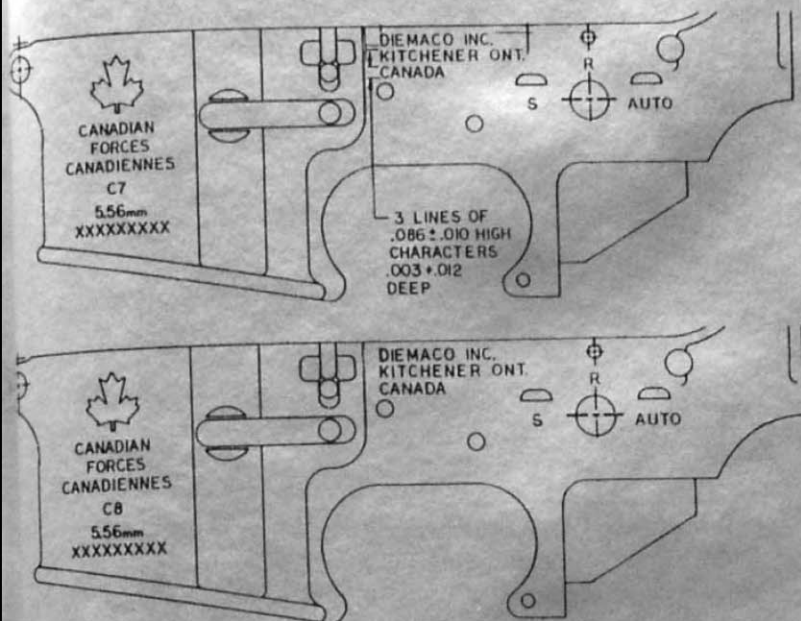 DIEMACO INC.
KITCHENER ONT.
CANADA
CANADIAN
FORCES
CANADIENNES
C7
5.56mm
XXXXXXXXX
S
R
AUTO
3 LINES OF
.086±.010 HIGH
CHARACTERS
.003+.012
DEEP
DIEMACO INC.
KITCHENER ONT.
CANADA
CANADIAN
FORCES
CANADIENNES
C8
5.56mm
XXXXXXXXX
S
R
AUTO